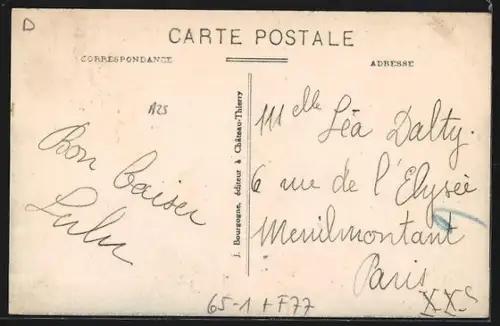 D
CARTE POSTALE
CORRESPONDANCE
ADRESSE
A25
Bon baiser
Lulu
J. Bourgogne, éditeur à Château-Thierry
Mlle Léa Dalty.
6 rue de l'Elysée
Menilmontant
Paris
XXe
65-1 + F77